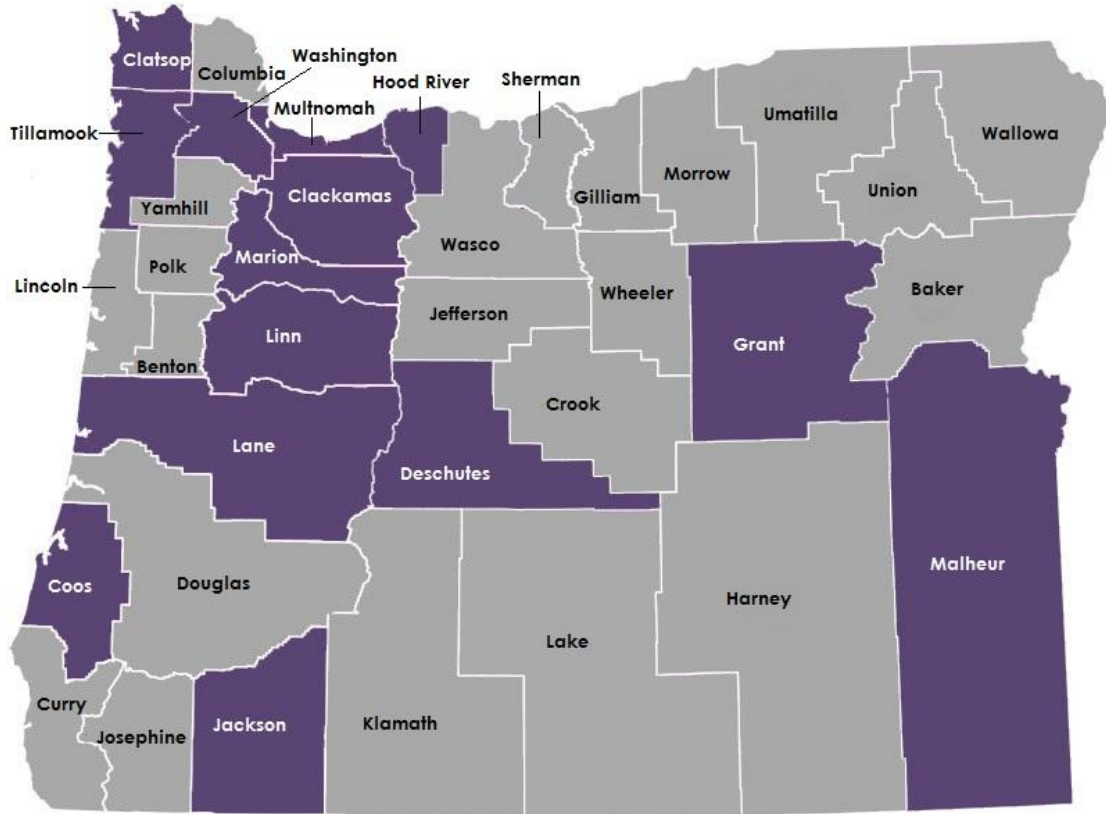 Clatsop
Columbia
Washington
Hood River
Sherman
Multnomah
Tillamook
Umatilla
Wallowa
Morrow
Union
Gilliam
Clackamas
Yamhill
Wasco
Marion
Polk
Lincoln
Wheeler
Baker
Jefferson
Linn
Grant
Benton
Crook
Lane
Deschutes
Malheur
Douglas
Coos
Harney
Lake
Curry
Jackson
Klamath
Josephine